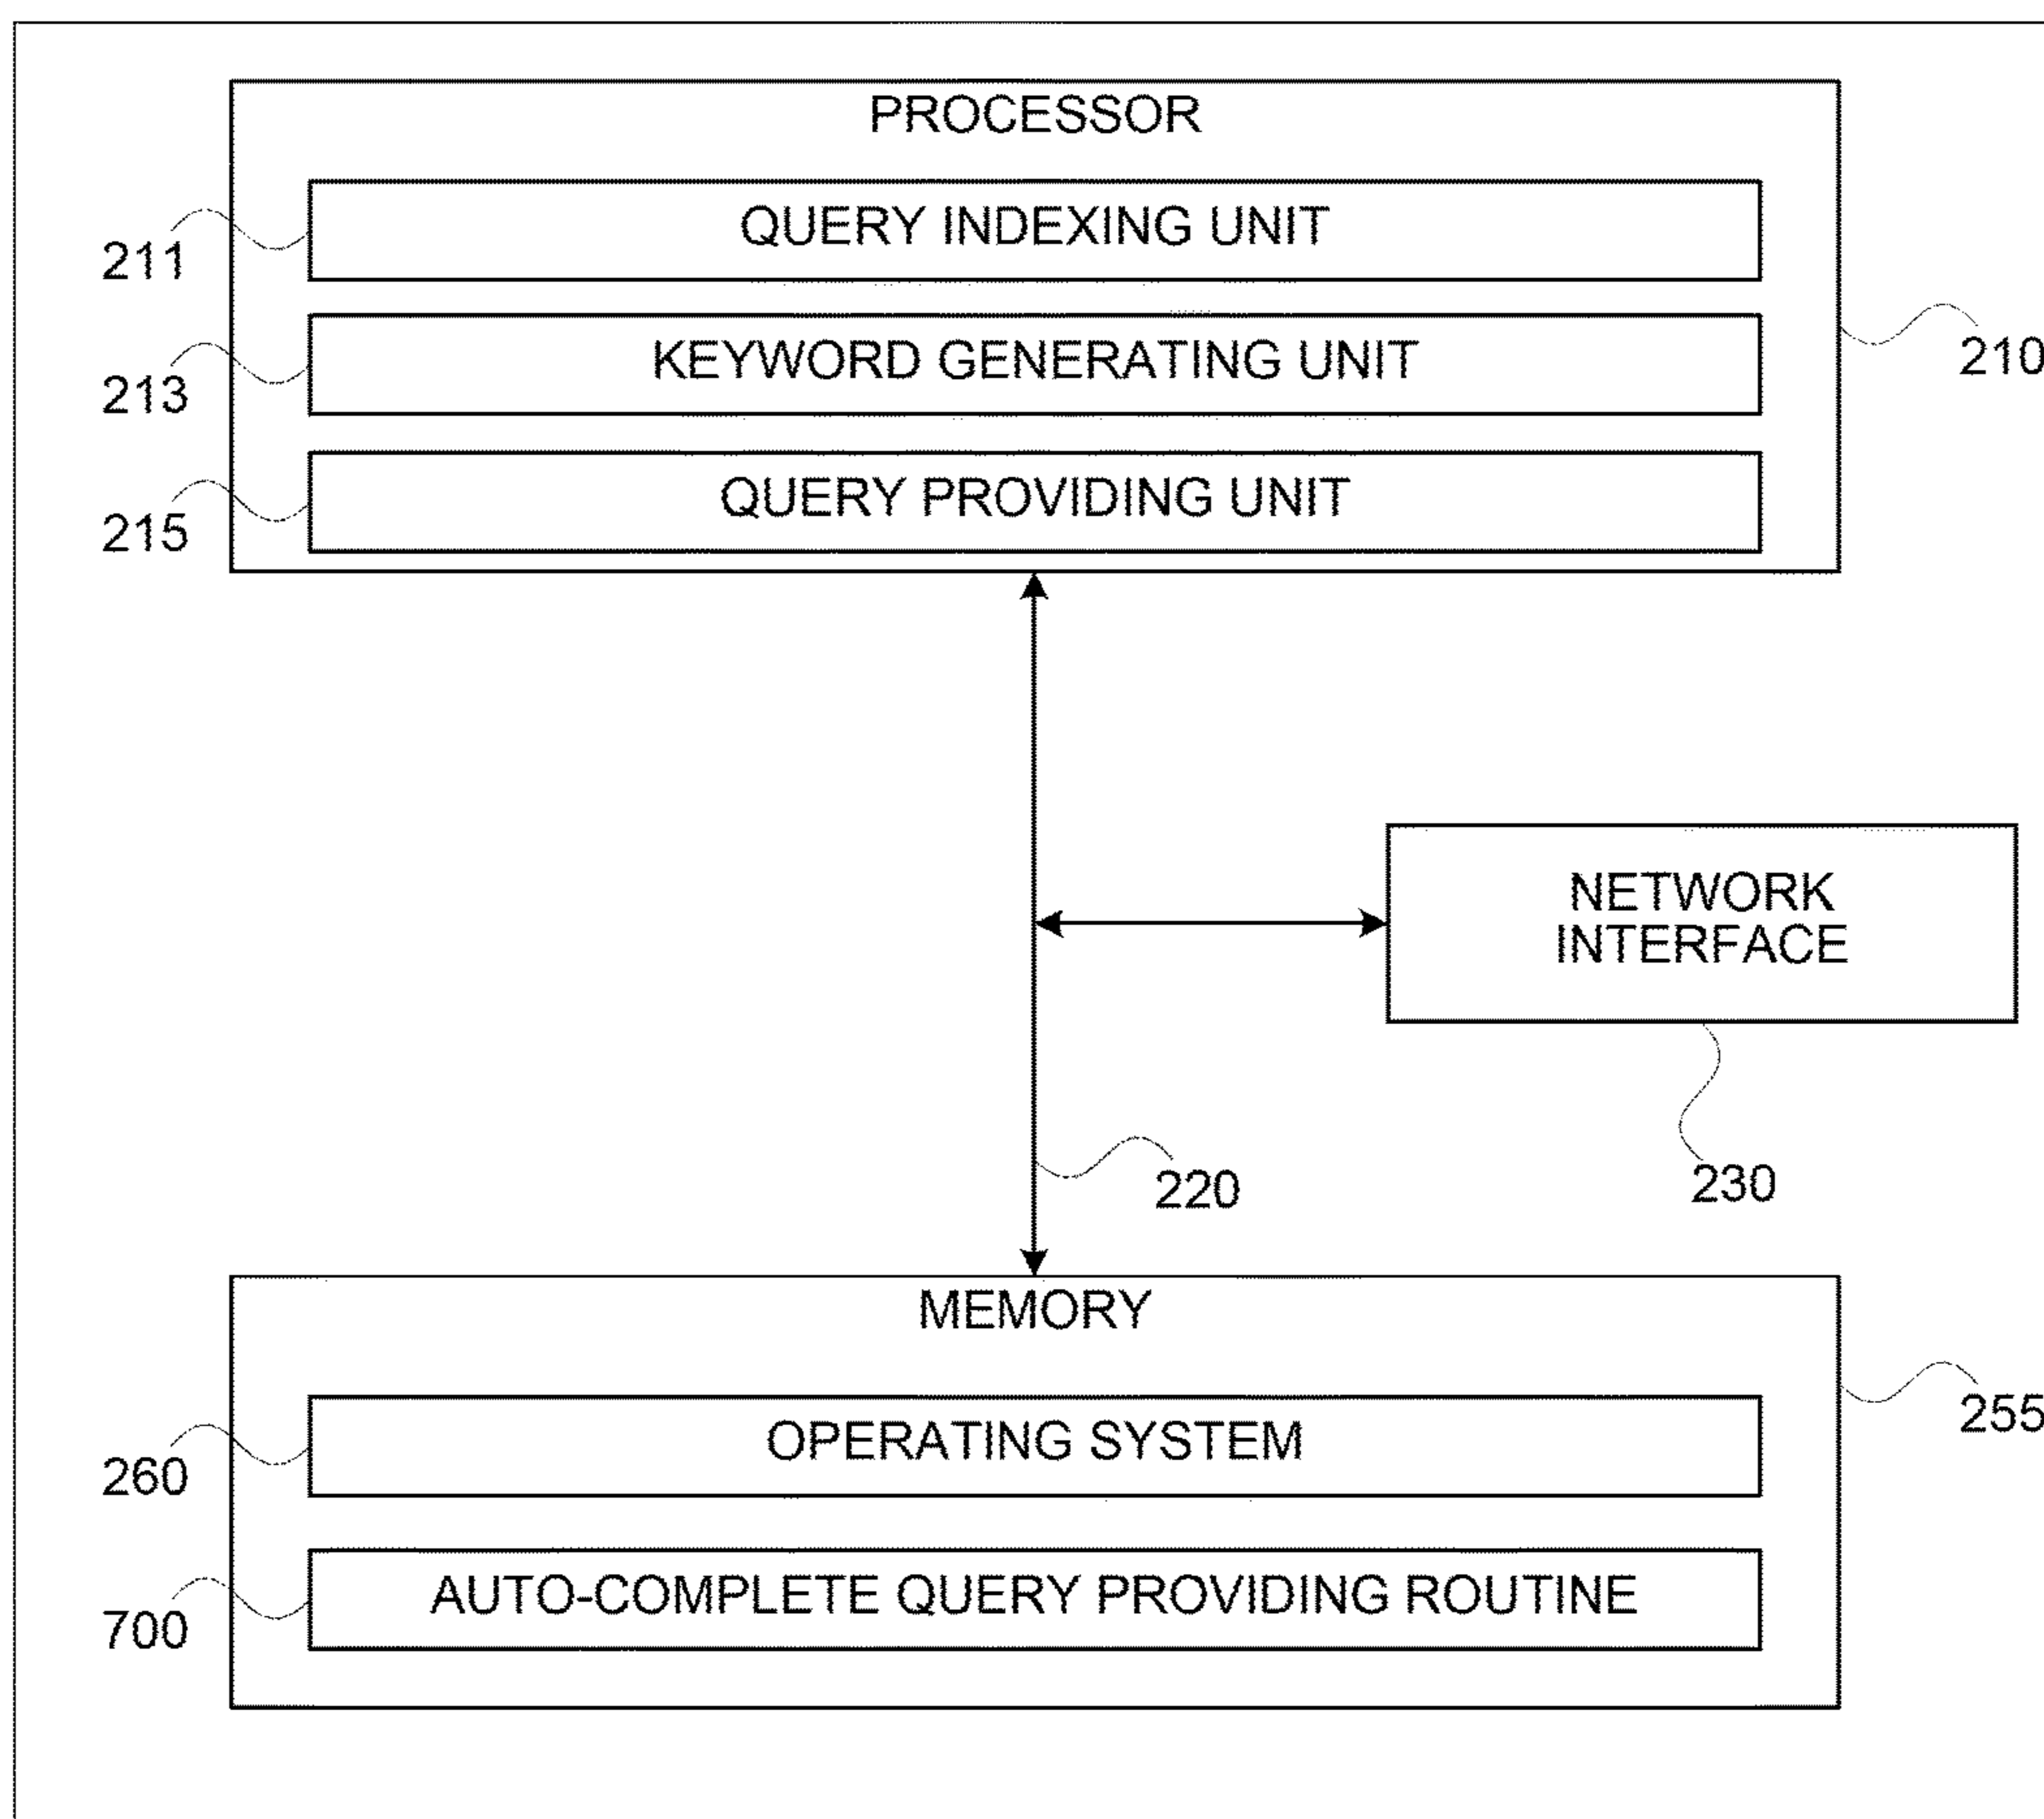 PROCESSOR
QUERY INDEXING UNIT
211
KEYWORD GENERATING UNIT
210
213
QUERY PROVIDING UNIT
215
NETWORK
INTERFACE
220
230
MEMORY
255
OPERATING SYSTEM
260
AUTO-COMPLETE QUERY PROVIDING ROUTINE
700